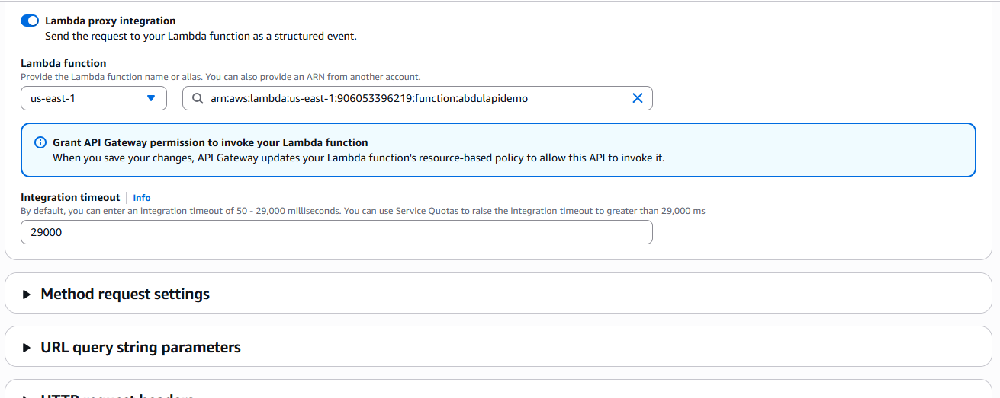 Lambda proxy integration
Send the request to your Lambda function as a structured event.
Lambda function
Provide the Lambda function name or alias. You can also provide an ARN from another account.
us-east-1
arn:aws:lambda:us-east-1:906053396219:function:abdulapidemo
Grant API Gateway permission to invoke your Lambda function
When you save your changes, API Gateway updates your Lambda function's resource-based policy to allow this API to invoke it.
Integration timeout Info
By default, you can enter an integration timeout of 50 - 29,000 milliseconds. You can use Service Quotas to raise the integration timeout to greater than 29,000 ms
29000
Method request settings
URL query string parameters
HTTP request headers